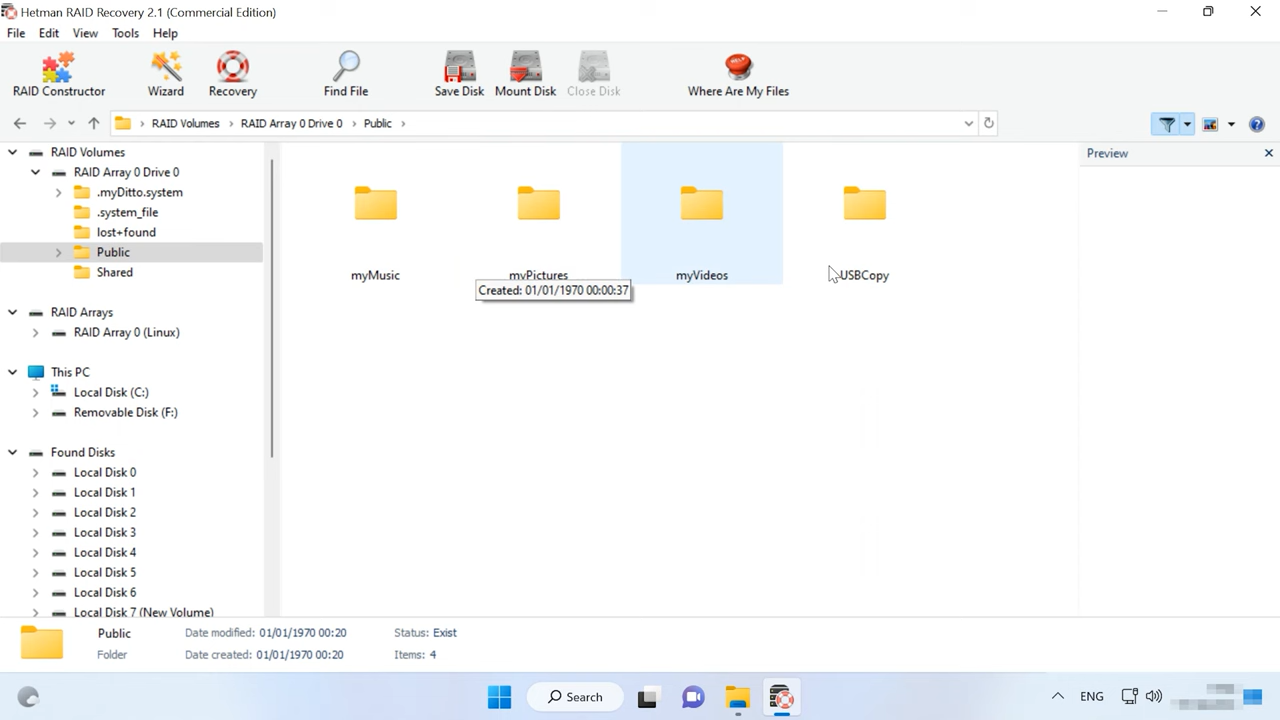 Hetman RAID Recovery 2.1 (Commercial Edition)
File Edit View Tools Help
RAID Constructor Wizard Recovery Find File Save Disk Mount Disk Close Disk HELP Where Are My Files
RAID Volumes RAID Array 0 Drive 0 Public
RAID Volumes
RAID Array 0 Drive 0
.myDitto.system
.system_file
lost+found
Public
Shared
RAID Arrays
RAID Array 0 (Linux)
This PC
Local Disk (C:)
Removable Disk (F:)
Found Disks
Local Disk 0
Local Disk 1
Local Disk 2
Local Disk 3
Local Disk 4
Local Disk 5
Local Disk 6
Local Disk 7 (New Volume)
myMusic myPictures myVideos USBCopy
Created: 01/01/1970 00:00:37
Preview
Public Date modified: 01/01/1970 00:20 Status: Exist
Folder Date created: 01/01/1970 00:20 Items: 4
Search ENG